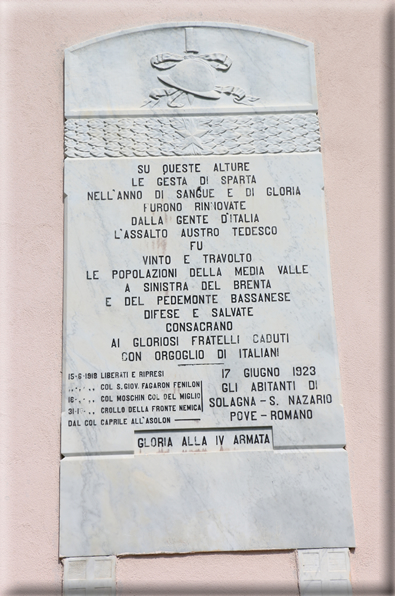 SU QUESTE ALTURE
LE GESTA DI SPARTA
NELL'ANNO DI SANGUE E DI GLORIA
FURONO RINNOVATE
DALLA GENTE D'ITALIA
L'ASSALTO AUSTRO TEDESCO
FU
VINTO E TRAVOLTO
LE POPOLAZIONI DELLA MEDIA VALLE
A SINISTRA DEL BRENTA
E DEL PEDEMONTE BASSANESE
DIFESE E SALVATE
CONSACRANO
AI GLORIOSI FRATELLI CADUTI
CON ORGOGLIO DI ITALIANI
15-6-1918 LIBERATI E RIPRESI
COL S. GIOV. FAGARON FENILON
16- COL MOSCHIN COL DEL MIGLIO
CROLLO DELLA FRONTE NEMICA
DAL COL CAPRILE ALL'ASOLON
17 GIUGNO 1923
GLI ABITANTI DI
SOLAGNA - S. NAZARIO
POVE - ROMANO
GLORIA ALLA IV ARMATA